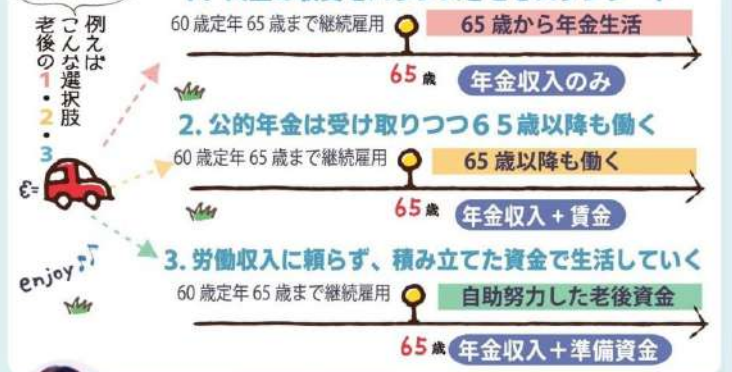 例えば
こんな選択肢
老後の1・2・3
60歳定年 65歳まで継続雇用
65歳から年金生活
65歳
年金収入のみ
2. 公的年金は受け取りつつ65歳以降も働く
60歳定年 65歳まで継続雇用
65歳以降も働く
65歳
年金収入+賃金
enjoy
3. 労働収入に頼らず、積み立てた資金で生活していく
60歳定年 65歳まで継続雇用
自助努力した老後資金
65歳
年金収入+準備資金